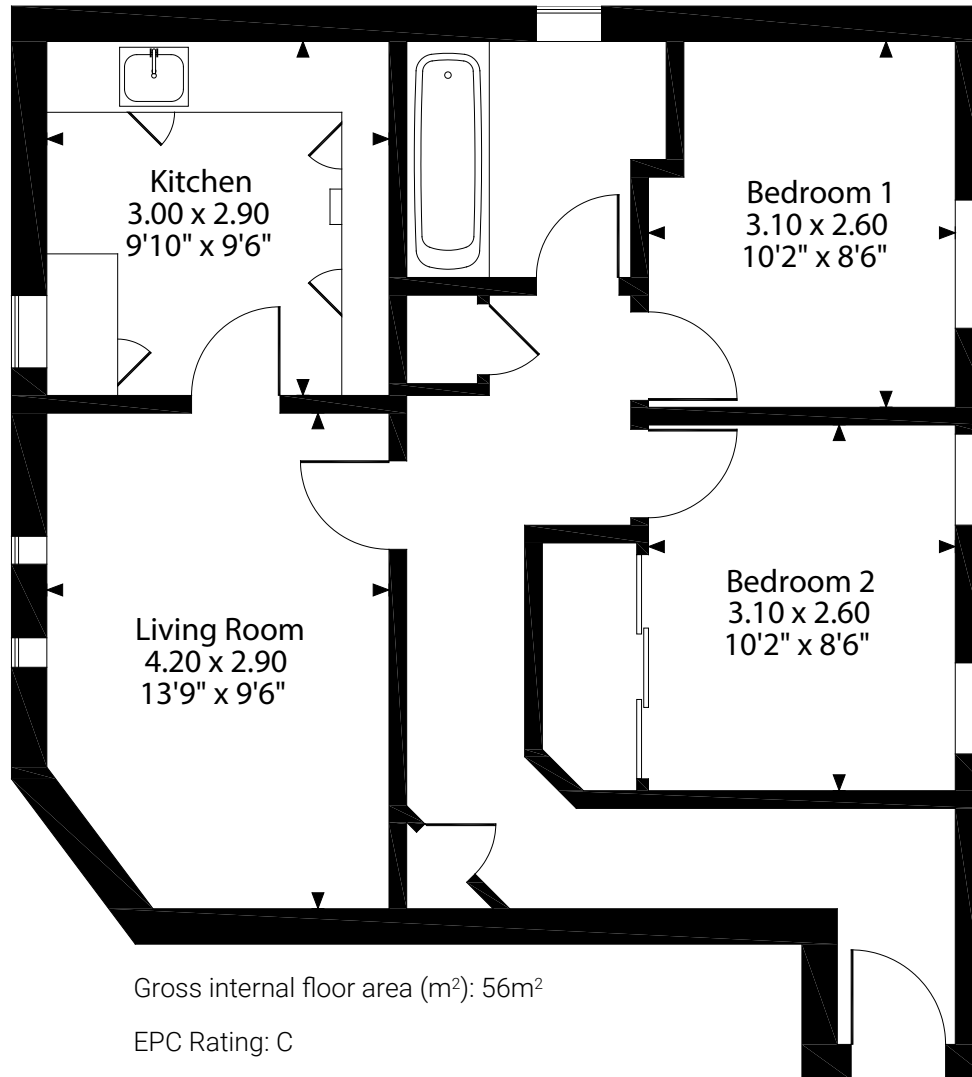 Kitchen
3.00 x 2.90
9'10" x 9'6"
Bedroom 1
3.10 x 2.60
10'2" x 8'6"
Living Room
4.20 x 2.90
13'9" x 9'6"
Bedroom 2
3.10 x 2.60
10'2" x 8'6"
Gross internal floor area (m²): 56m²
EPC Rating: C